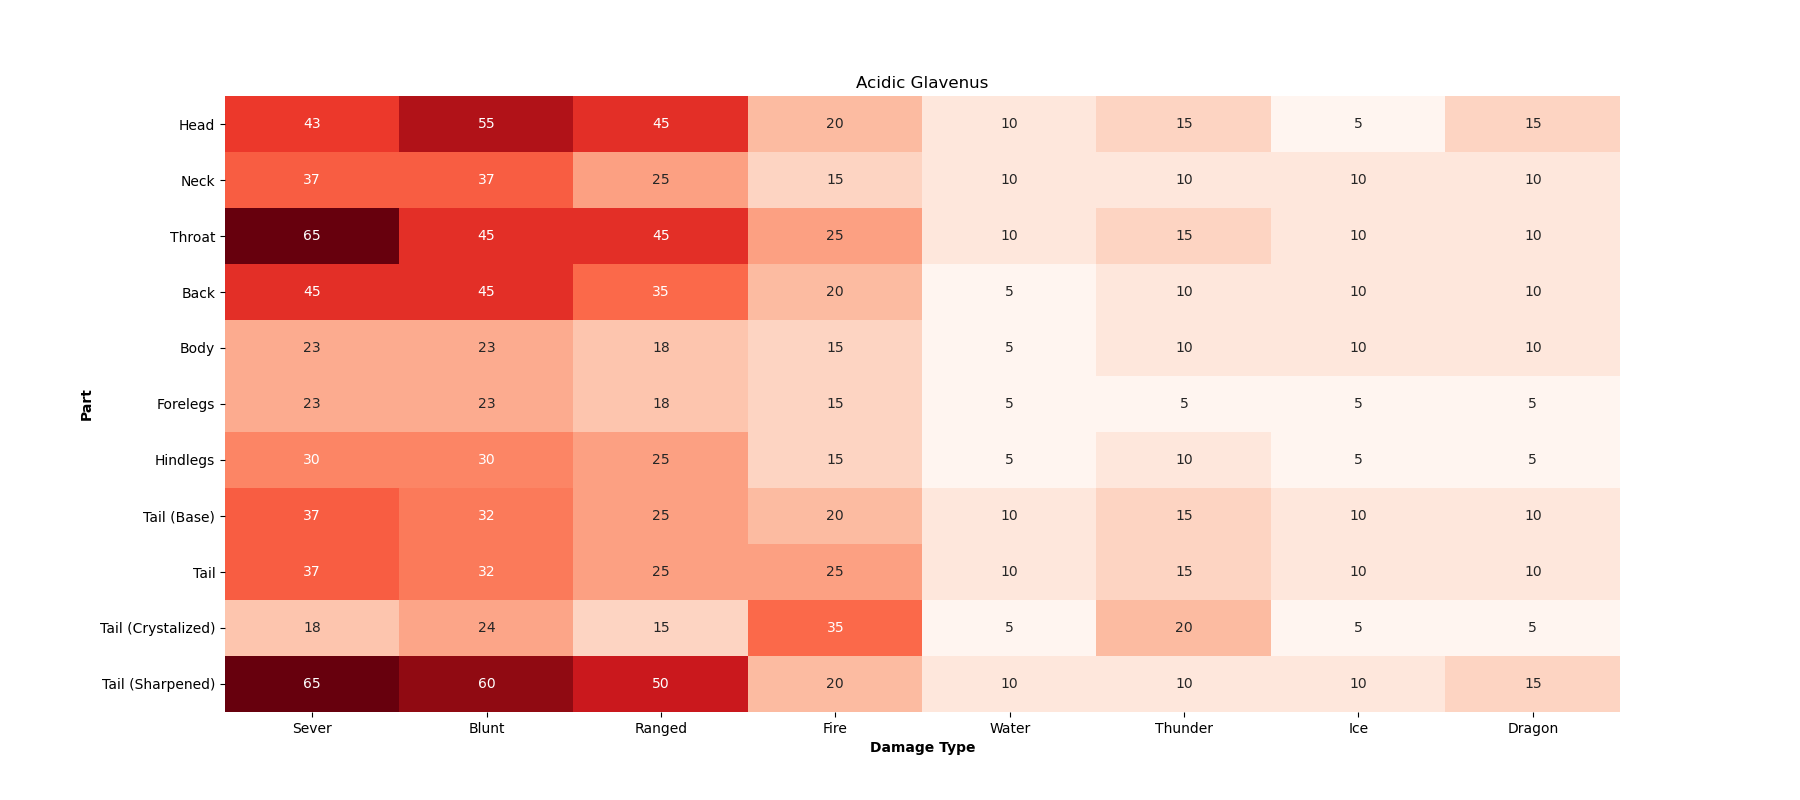 Acidic Glavenus
Head 43 55 45 20 10 15 5 15
Neck 37 37 25 15 10 10 10 10
Throat 65 45 45 25 10 15 10 10
Back 45 45 35 20 5 10 10 10
Body 23 23 18 15 5 10 10 10
Forelegs 23 23 18 15 5 5 5 5
Hindlegs 30 30 25 15 5 10 5 5
Tail (Base) 37 32 25 20 10 15 10 10
Tail 37 32 25 25 10 15 10 10
Tail (Crystalized) 18 24 15 35 5 20 5 5
Tail (Sharpened) 65 60 50 20 10 10 10 15
Sever Blunt Ranged Fire Water Thunder Ice Dragon
Damage Type
Part